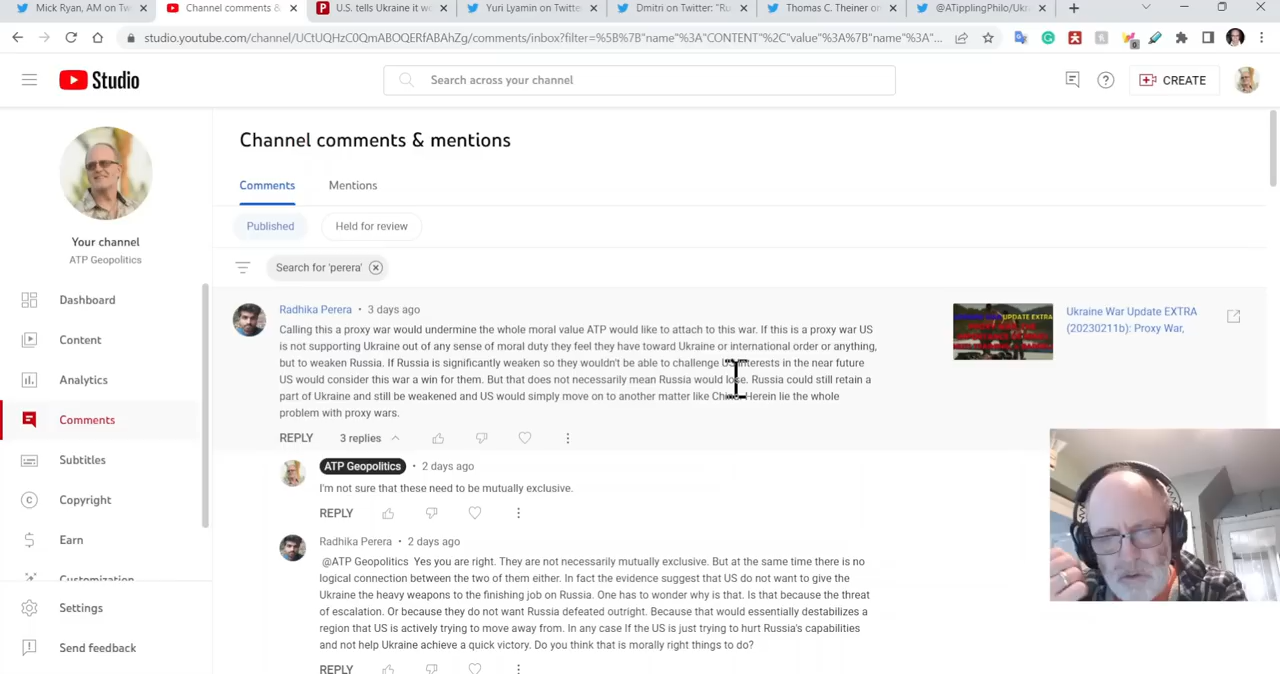 Mick Ryan, AM on Tw
Channel comments &
U.S. tells Ukraine it wo
Yuri Lyamin on Twitte
Dmitri on Twitter: "Ru
Thomas C. Theiner on
@ATipplingPhilo/Ukr
studio.youtube.com/channel/UCtUQHzC0QmABOQERfABAhZg/comments/inbox?filter=%5B%7B"name"%3A"CONTENT"%2C"value"%3A%7B"name"%3A"...
Studio
Search across your channel
CREATE
Channel comments & mentions
Comments
Mentions
Published
Held for review
Your channel
ATP Geopolitics
Search for 'perera'
Dashboard
Content
Analytics
Comments
Subtitles
Copyright
Earn
Customization
Settings
Send feedback
Radhika Perera • 3 days ago
Calling this a proxy war would undermine the whole moral value ATP would like to attach to this war. If this is a proxy war US
is not supporting Ukraine out of any sense of moral duty they feel they have toward Ukraine or international order or anything,
but to weaken Russia. If Russia is significantly weaken so they wouldn't be able to challenge US interests in the near future
US would consider this war a win for them. But that does not necessarily mean Russia would lose. Russia could still retain a
part of Ukraine and still be weakened and US would simply move on to another matter like China. Herein lie the whole
problem with proxy wars.
REPLY 3 replies
Ukraine War Update EXTRA
(20230211b): Proxy War,
ATP Geopolitics • 2 days ago
I'm not sure that these need to be mutually exclusive.
REPLY
Radhika Perera • 2 days ago
@ATP Geopolitics Yes you are right. They are not necessarily mutually exclusive. But at the same time there is no
logical connection between the two of them either. In fact the evidence suggest that US do not want to give the
Ukraine the heavy weapons to the finishing job on Russia. One has to wonder why is that. Is that because the threat
of escalation. Or because they do not want Russia defeated outright. Because that would essentially destabilizes a
region that US is actively trying to move away from. In any case If the US is just trying to hurt Russia's capabilities
and not help Ukraine achieve a quick victory. Do you think that is morally right things to do?
REPLY